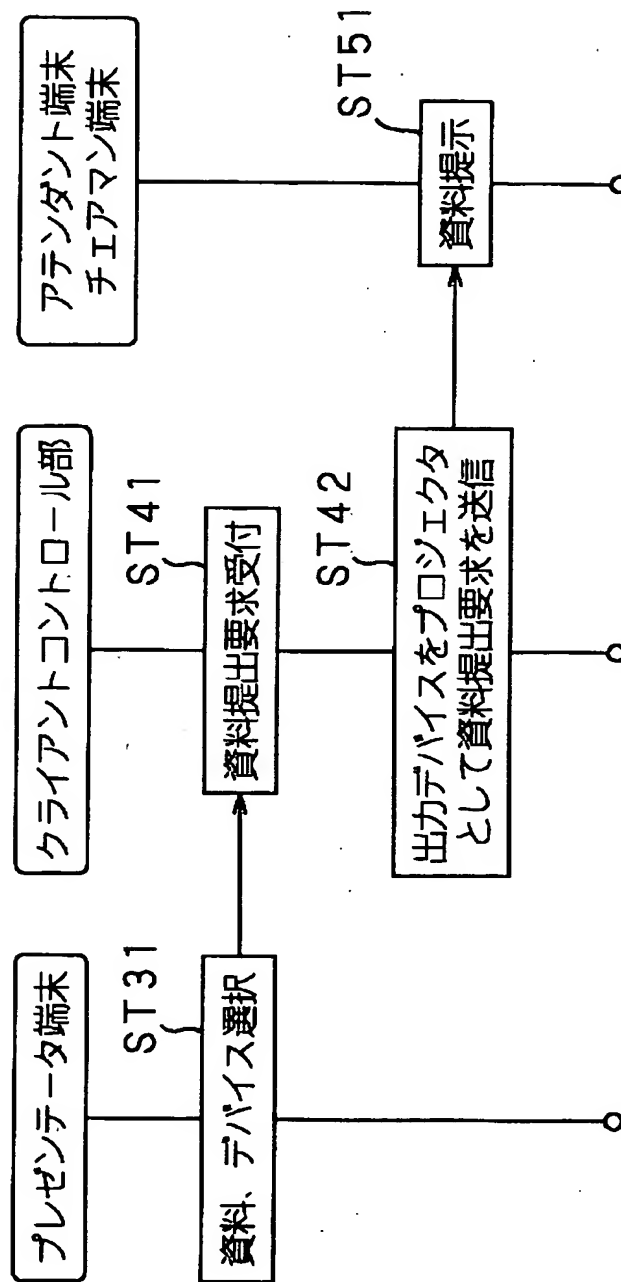 プレゼンテータ端末
クライアントコントロール部
アテンダント端末
チェアマン端末
ST31
資料、デバイス選択
ST41
資料提出要求受付
ST42
出力デバイスをプロジェクタ
として資料提出要求を送信
ST51
資料提示